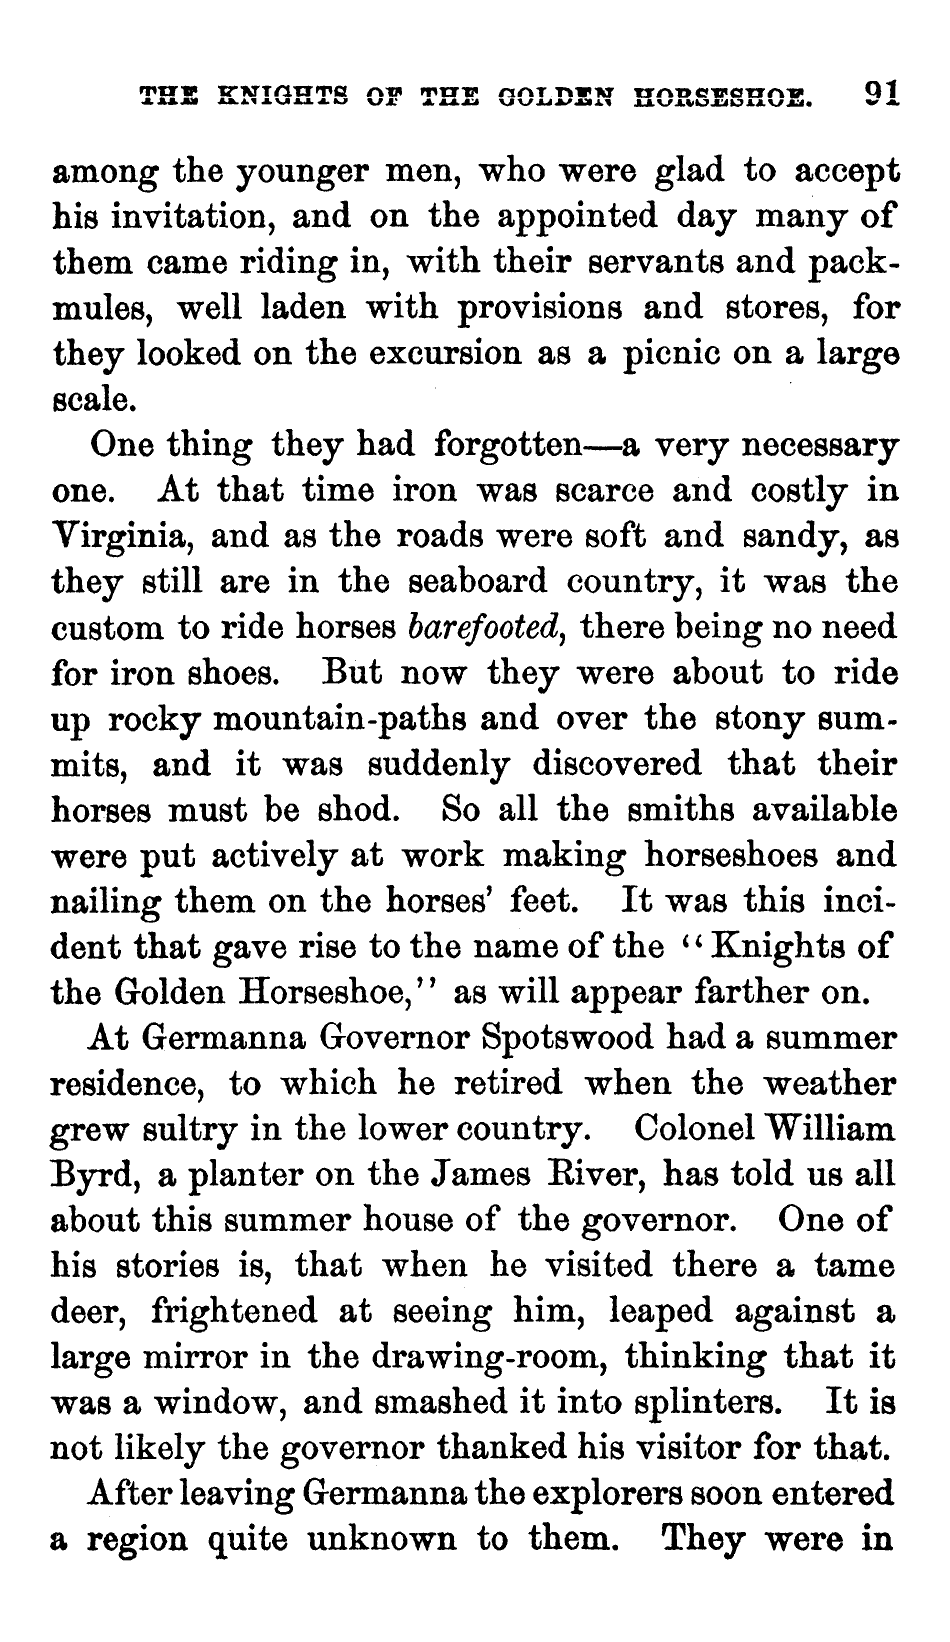 THE KNIGHTS OF THE GOLDEN HORSESHOE. 91
among the younger men, who were glad to accept
his invitation, and on the appointed day many of
them came riding in, with their servants and pack-
mules, well laden with provisions and stores, for
they looked on the excursion as a picnic on a large
scale.
One thing they had forgotten—a very necessary
one. At that time iron was scarce and costly in
Virginia, and as the roads were soft and sandy, as
they still are in the seaboard country, it was the
custom to ride horses barefooted, there being no need
for iron shoes. But now they were about to ride
up rocky mountain-paths and over the stony sum-
mits, and it was suddenly discovered that their
horses must be shod. So all the smiths available
were put actively at work making horseshoes and
nailing them on the horses' feet. It was this inci-
dent that gave rise to the name of the "Knights of
the Golden Horseshoe," as will appear farther on.
At Germanna Governor Spotswood had a summer
residence, to which he retired when the weather
grew sultry in the lower country. Colonel William
Byrd, a planter on the James River, has told us all
about this summer house of the governor. One of
his stories is, that when he visited there a tame
deer, frightened at seeing him, leaped against a
large mirror in the drawing-room, thinking that it
was a window, and smashed it into splinters. It is
not likely the governor thanked his visitor for that.
After leaving Germanna the explorers soon entered
a region quite unknown to them. They were in